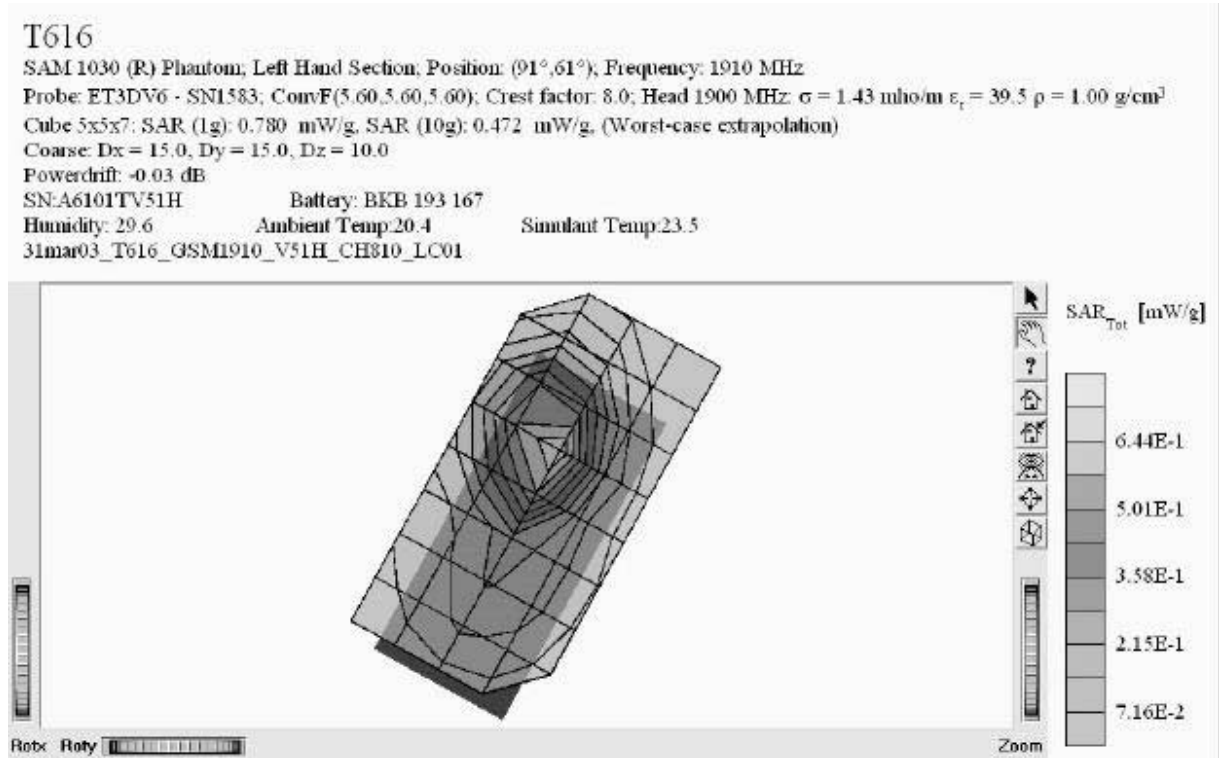 T616
SAM 1030 (R) Phantom; Left Hand Section; Position: (91°,61°); Frequency: 1910 MHz
Probe: ET3DV6 - SN1583; ConvF(5.60,5.60,5.60); Crest factor: 8.0; Head 1900 MHz: σ = 1.43 mho/m εr = 39.5 ρ = 1.00 g/cm³
Cube 5x5x7: SAR (1g): 0.780 mW/g, SAR (10g): 0.472 mW/g, (Worst-case extrapolation)
Coarse: Dx = 15.0, Dy = 15.0, Dz = 10.0
Powerdrift: -0.03 dB
SN:A6101TV51H Battery: BKB 193 167
Humidity: 29.6 Ambient Temp:20.4 Simulant Temp:23.5
31mar03_T616_GSM1910_V51H_CH810_LC01
SAR Tot [mW/g]
?
6.44E-1
5.01E-1
3.58E-1
2.15E-1
7.16E-2
Rotx Roty Zoom